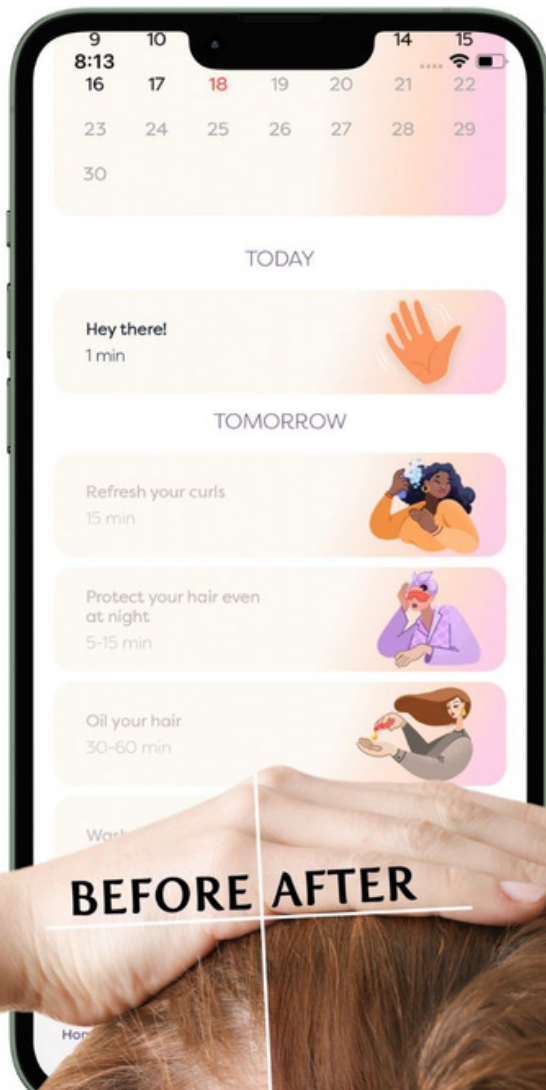 9 10 14 15
8:13
16 17 18 19 20 21 22
23 24 25 26 27 28 29
30
TODAY
Hey there!
1 min
TOMORROW
Refresh your curls
15 min
Protect your hair even
at night
5-15 min
Oil your hair
30-60 min
BEFORE AFTER